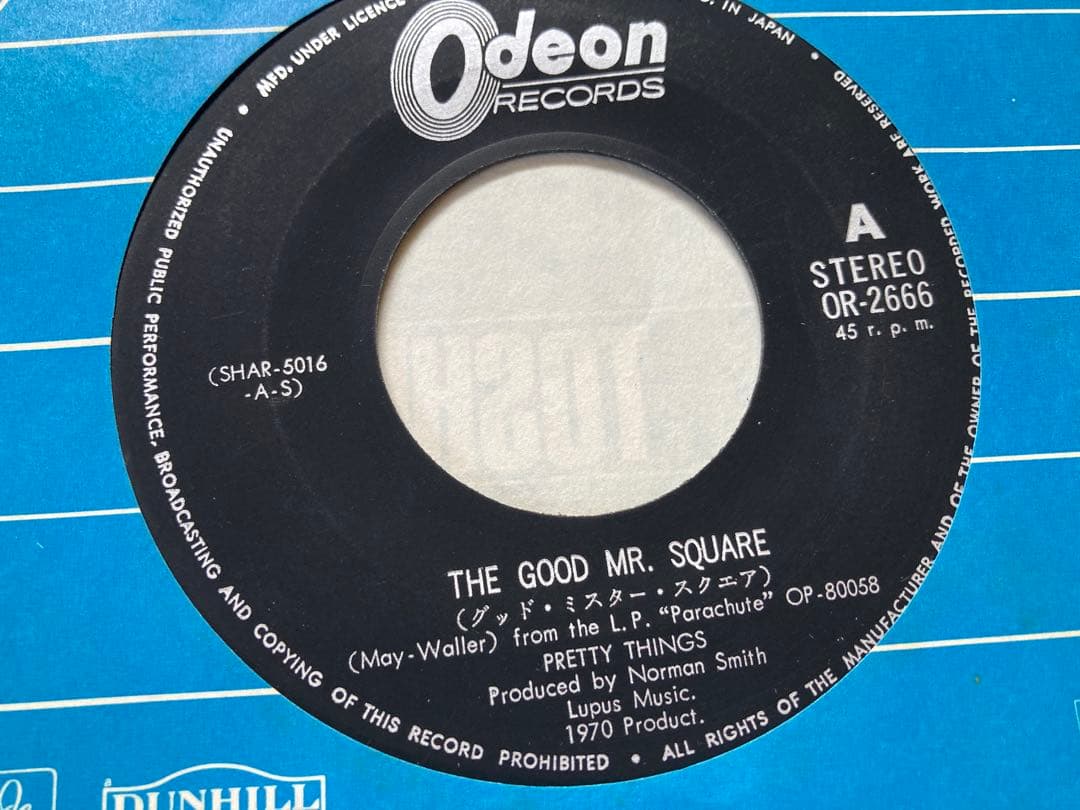 Odeon
RECORDS
MFD. UNDER LICENCE
IN JAPAN
A
STEREO
OR-2666
45 r. p. m.
(SHAR-5016
-A-S)
THE GOOD MR. SQUARE
(グッド・ミスター・スクエア)
(May-Waller) from the L.P. “Parachute” OP-80058
PRETTY THINGS
Produced by Norman Smith
Lupus Music.
1970 Product.
• UNAUTHORIZED PUBLIC PERFORMANCE, BROADCASTING AND COPYING OF THIS RECORD PROHIBITED • ALL RIGHTS OF THE MANUFACTURER AND OF THE OWNER OF THE RECORDED WORK ARE RESERVED •
DUNHILL